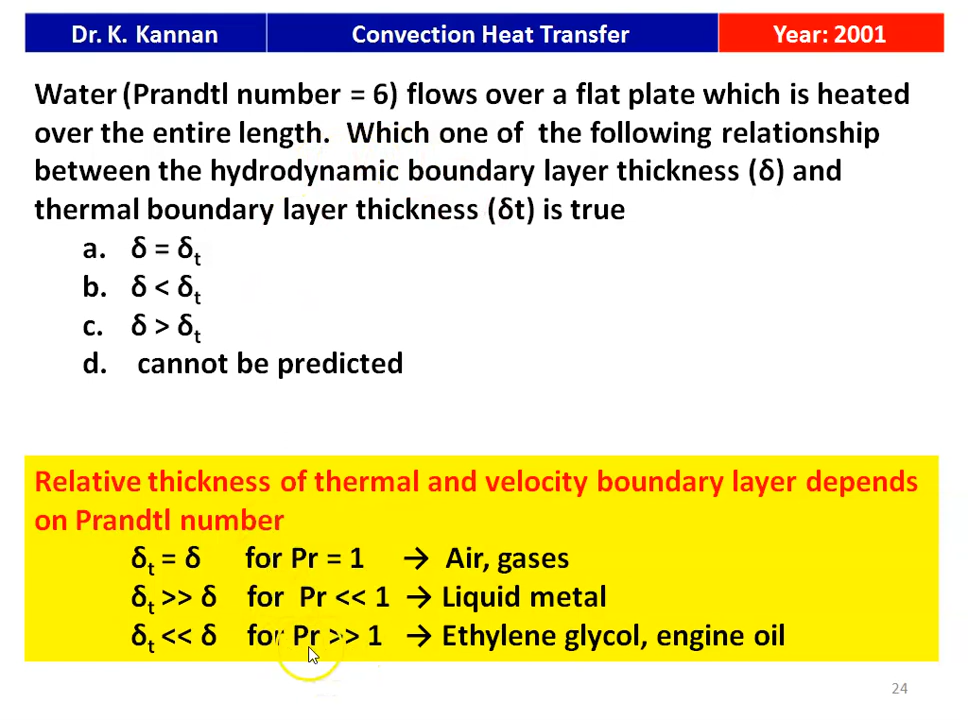 Dr. K. Kannan Convection Heat Transfer Year: 2001
Water (Prandtl number = 6) flows over a flat plate which is heated
over the entire length. Which one of the following relationship
between the hydrodynamic boundary layer thickness (δ) and
thermal boundary layer thickness (δt) is true
a. δ = δt
b. δ < δt
c. δ > δt
d. cannot be predicted
Relative thickness of thermal and velocity boundary layer depends
on Prandtl number
δt = δ for Pr = 1 → Air, gases
δt >> δ for Pr << 1 → Liquid metal
δt << δ for Pr >> 1 → Ethylene glycol, engine oil
24